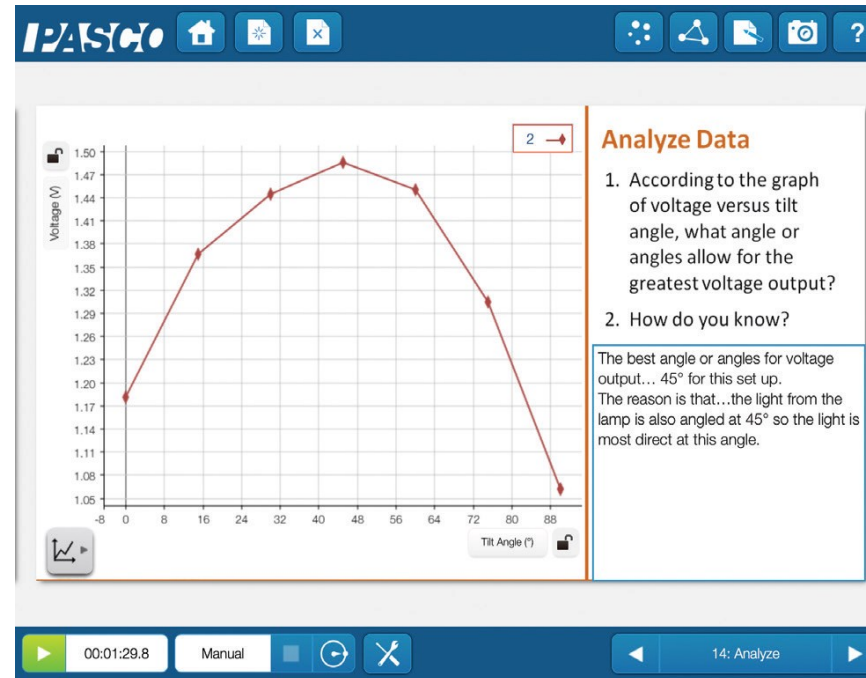 PASCO
?
2
1.50
1.47
1.44
1.41
1.38
1.35
1.32
1.29
1.26
1.23
1.20
1.17
1.14
1.11
1.08
1.05
Voltage (V)
-8 0 8 16 24 32 40 48 56 64 72 80 88
Tilt Angle (°)
Analyze Data
1. According to the graph
of voltage versus tilt
angle, what angle or
angles allow for the
greatest voltage output?
2. How do you know?
The best angle or angles for voltage
output… 45° for this set up.
The reason is that…the light from the
lamp is also angled at 45° so the light is
most direct at this angle.
00:01:29.8
Manual
14: Analyze